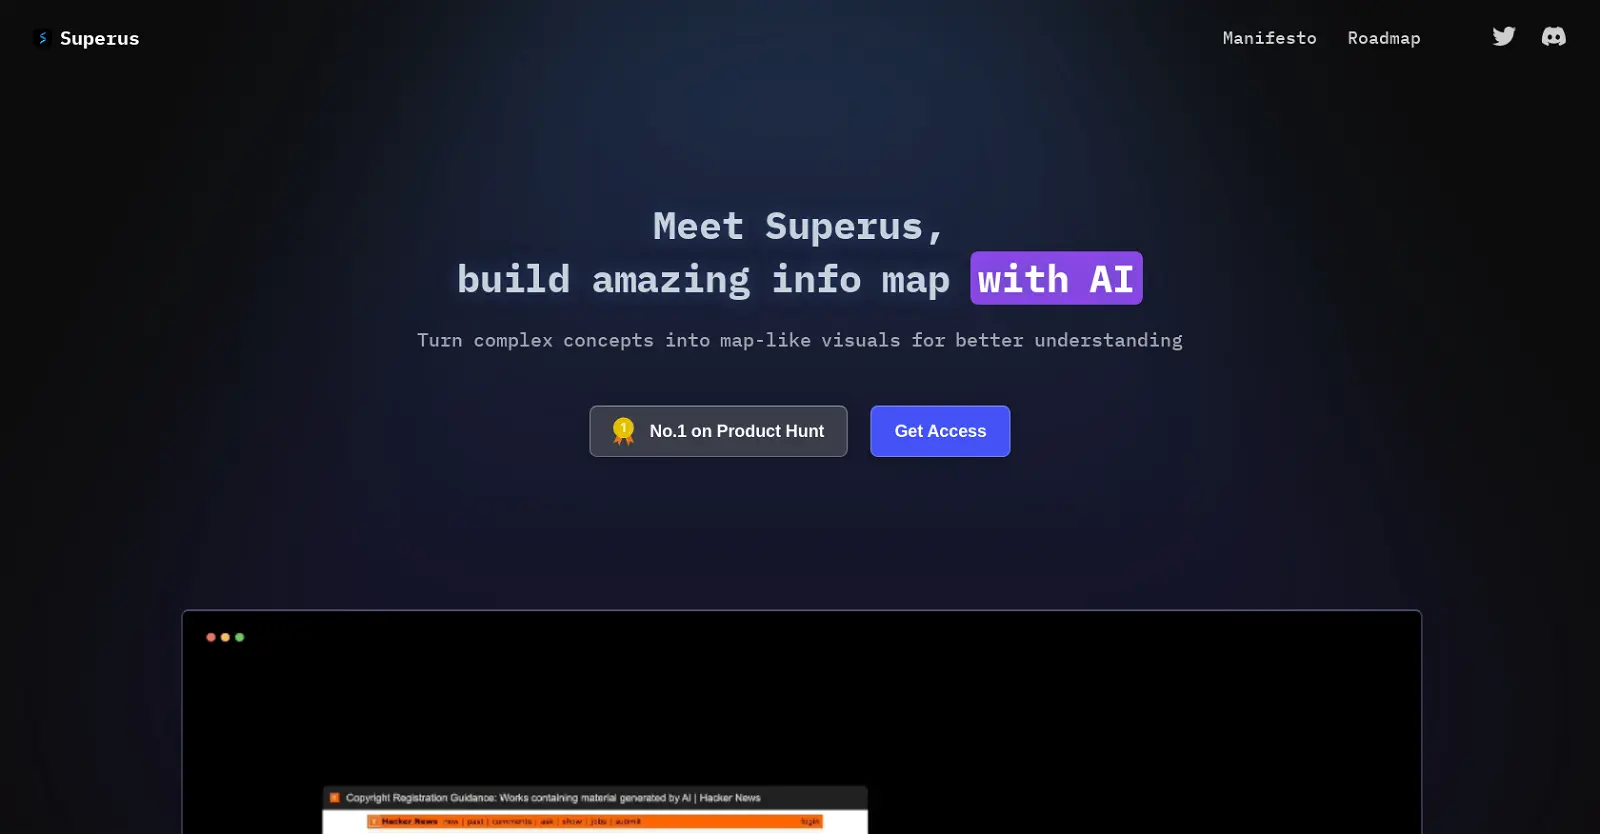 Superus
Manifesto
Roadmap
Meet Superus,
build amazing info map with AI
Turn complex concepts into map-like visuals for better understanding
1
No.1 on Product Hunt
Get Access
Copyright Registration Guidance: Works containing material generated by AI | Hacker News
Hacker News new | past | comments | ask | show | jobs | submit login